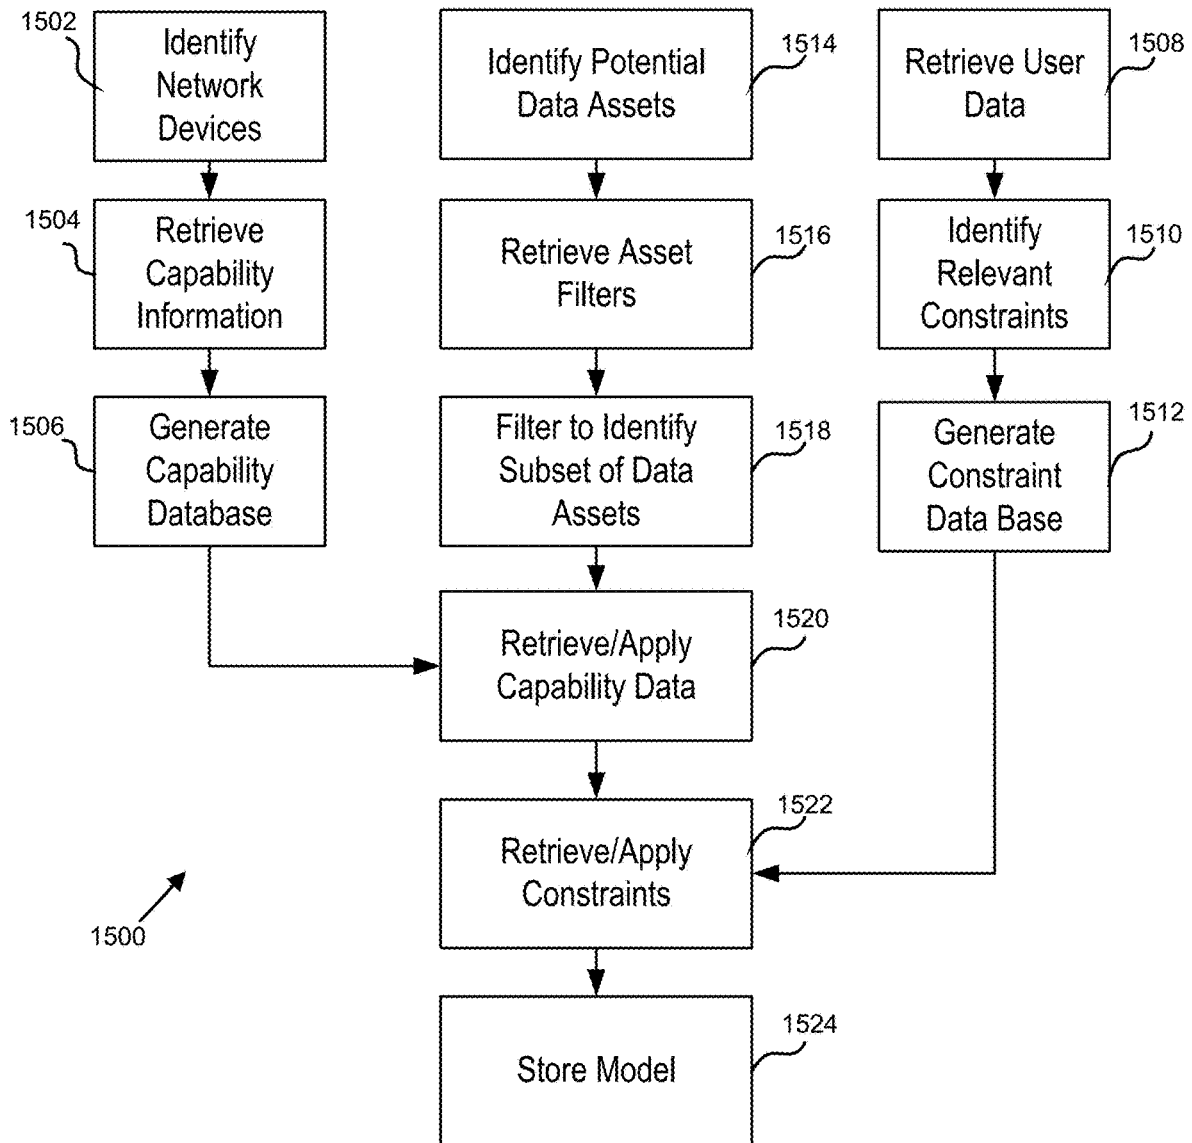 1502
Identify
Network
Devices
1504
Retrieve
Capability
Information
1506
Generate
Capability
Database
1514
Identify Potential
Data Assets
1516
Retrieve Asset
Filters
1518
Filter to Identify
Subset of Data
Assets
1508
Retrieve User
Data
1510
Identify
Relevant
Constraints
1512
Generate
Constraint
Data Base
1520
Retrieve/Apply
Capability Data
1522
Retrieve/Apply
Constraints
1500
1524
Store Model